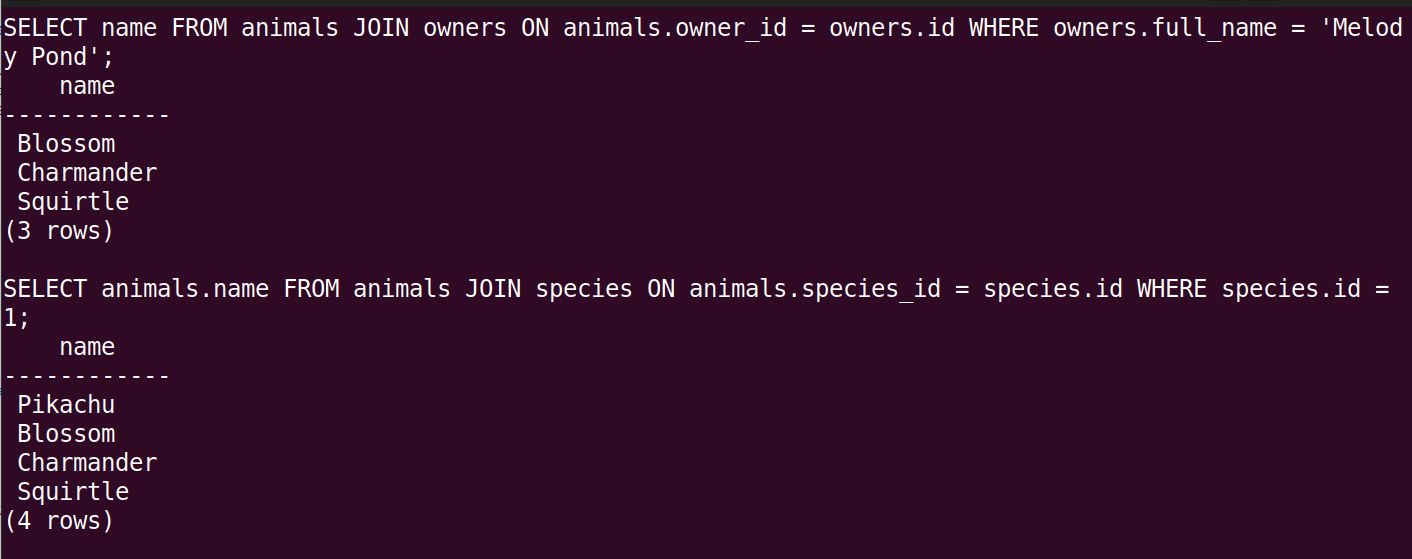 SELECT name FROM animals JOIN owners ON animals.owner_id = owners.id WHERE owners.full_name = 'Melod
y Pond';
    name
------------
 Blossom
 Charmander
 Squirtle
(3 rows)

SELECT animals.name FROM animals JOIN species ON animals.species_id = species.id WHERE species.id =
1;
    name
------------
 Pikachu
 Blossom
 Charmander
 Squirtle
(4 rows)